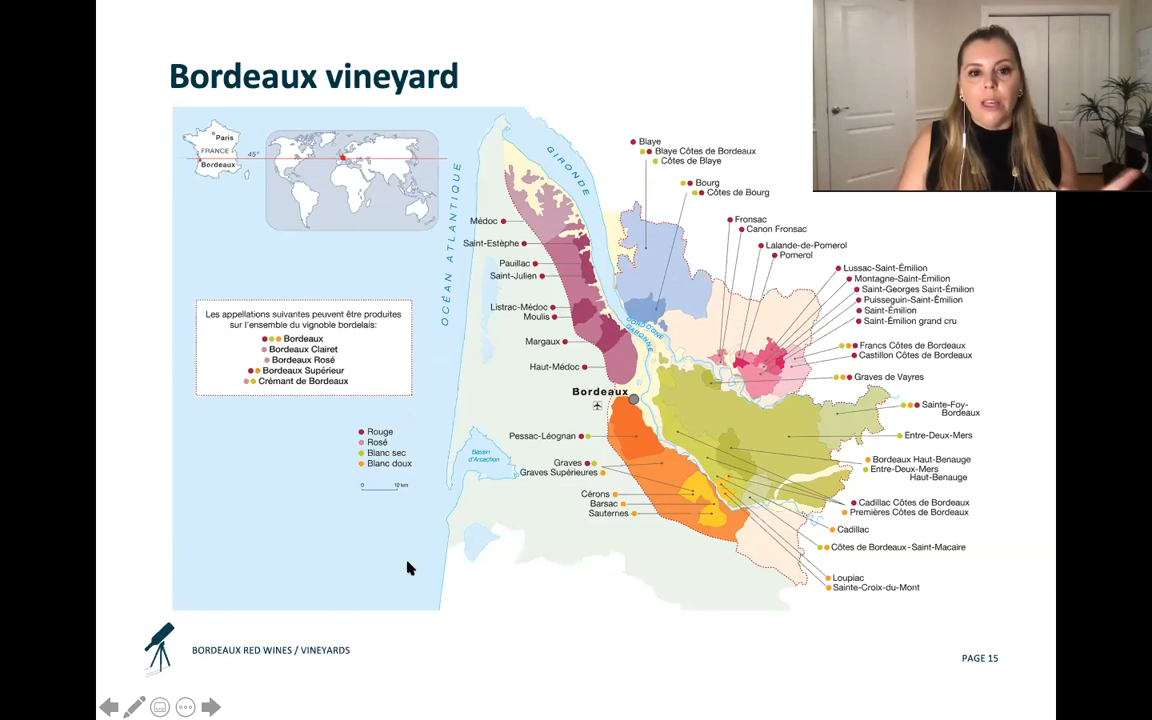 Bordeaux vineyard
Paris
FRANCE
45°
Bordeaux
OCÉAN ATLANTIQUE
GIRONDE
Blaye
Blaye Côtes de Bordeaux
Côtes de Blaye
Bourg
Côtes de Bourg
Fronsac
Canon Fronsac
Lalande-de-Pomerol
Pomerol
Lussac-Saint-Émilion
Montagne-Saint-Émilion
Saint-Georges Saint-Émilion
Puisseguin-Saint-Émilion
Saint-Émilion
Saint-Émilion grand cru
Francs Côtes de Bordeaux
Castillon Côtes de Bordeaux
Graves de Vayres
Sainte-Foy-
Bordeaux
Entre-Deux-Mers
Bordeaux Haut-Benauge
Entre-Deux-Mers
Haut-Benauge
Cadillac Côtes de Bordeaux
Premières Côtes de Bordeaux
Cadillac
Côtes de Bordeaux-Saint-Macaire
Loupiac
Sainte-Croix-du-Mont
Médoc
Saint-Estèphe
Pauillac
Saint-Julien
Listrac-Médoc
Moulis
Margaux
Haut-Médoc
DORDOGNE
GARONNE
Bordeaux
Pessac-Léognan
Graves
Graves Supérieures
Cérons
Barsac
Sauternes
Bassin
d'Arcachon
Les appellations suivantes peuvent être produites
sur l'ensemble du vignoble bordelais:
Bordeaux
Bordeaux Clairet
Bordeaux Rosé
Bordeaux Supérieur
Crémant de Bordeaux
Rouge
Rosé
Blanc sec
Blanc doux
0 10 km
BORDEAUX RED WINES / VINEYARDS
PAGE 15